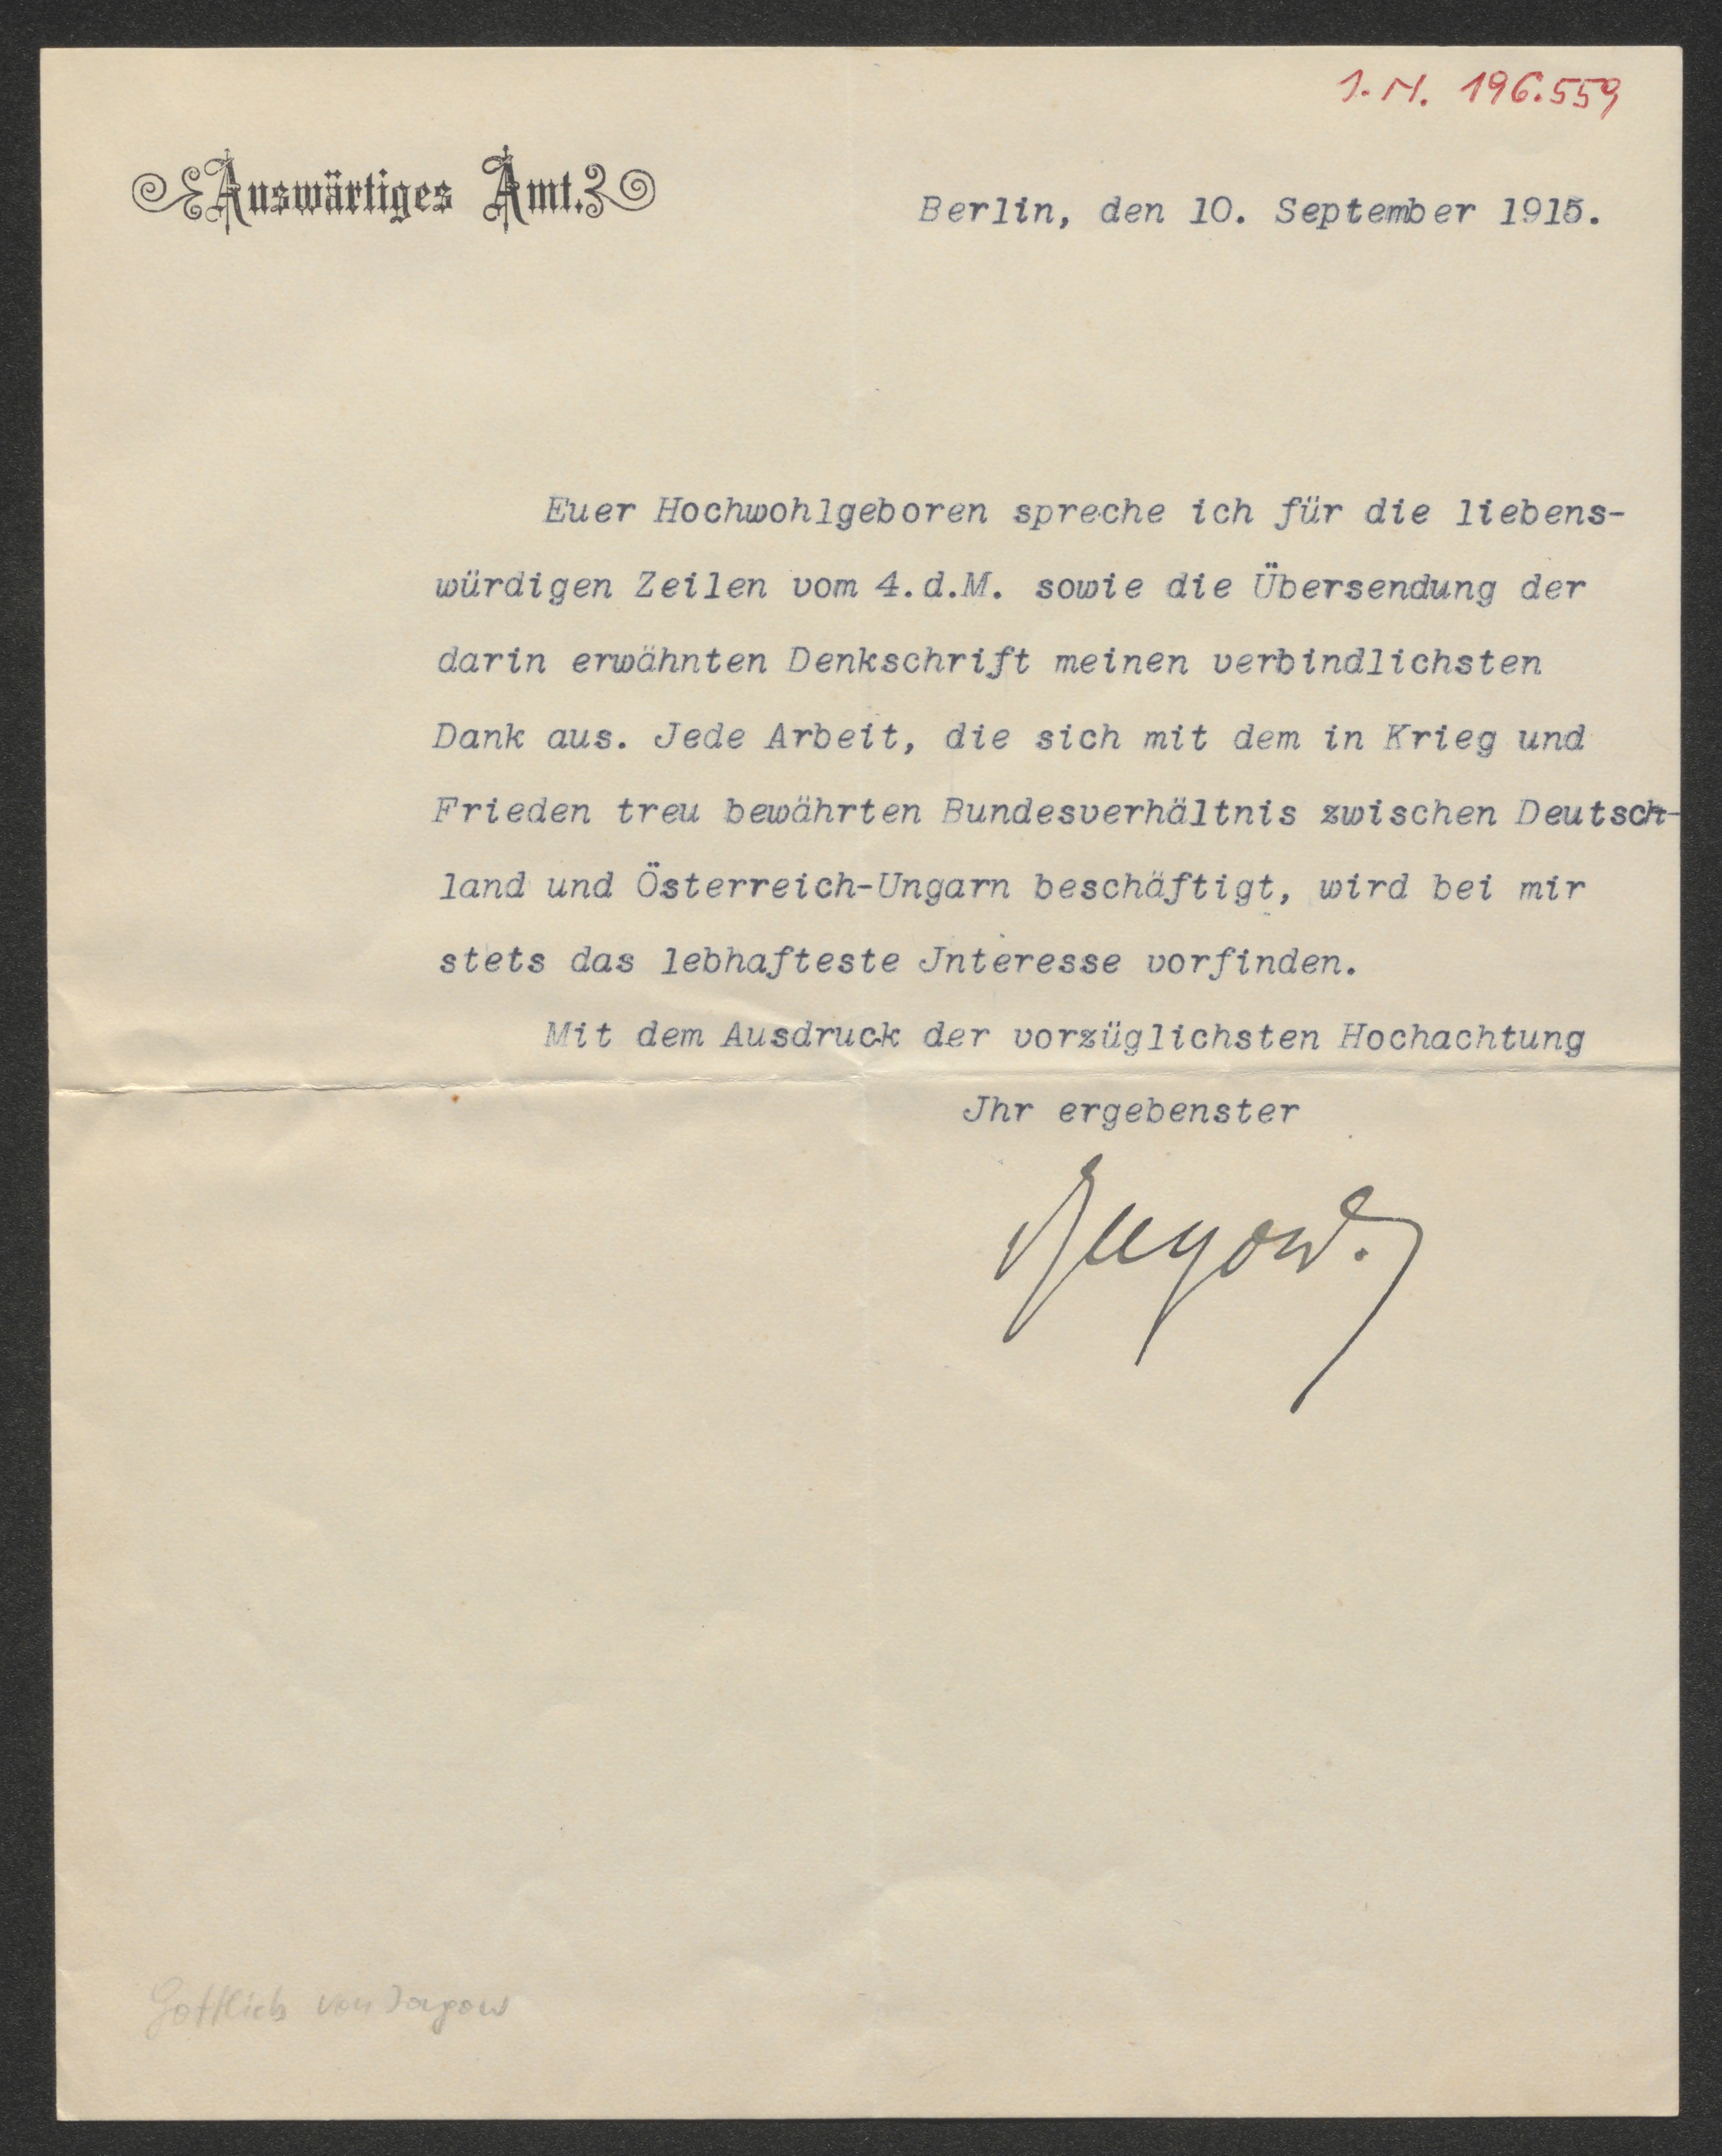 J.N. 196.559
Auswärtiges Amt.
Berlin, den 10. September 1915.
Euer Hochwohlgeboren spreche ich für die liebens-
würdigen Zeilen vom 4.d.M. sowie die Übersendung der
darin erwähnten Denkschrift meinen verbindlichsten
Dank aus. Jede Arbeit, die sich mit dem in Krieg und
Frieden treu bewährten Bundesverhältnis zwischen Deutsch-
land und Österreich-Ungarn beschäftigt, wird bei mir
stets das lebhafteste Jnteresse vorfinden.
Mit dem Ausdruck der vorzüglichsten Hochachtung
Jhr ergebenster
Jagow.
Gottlieb von Jagow